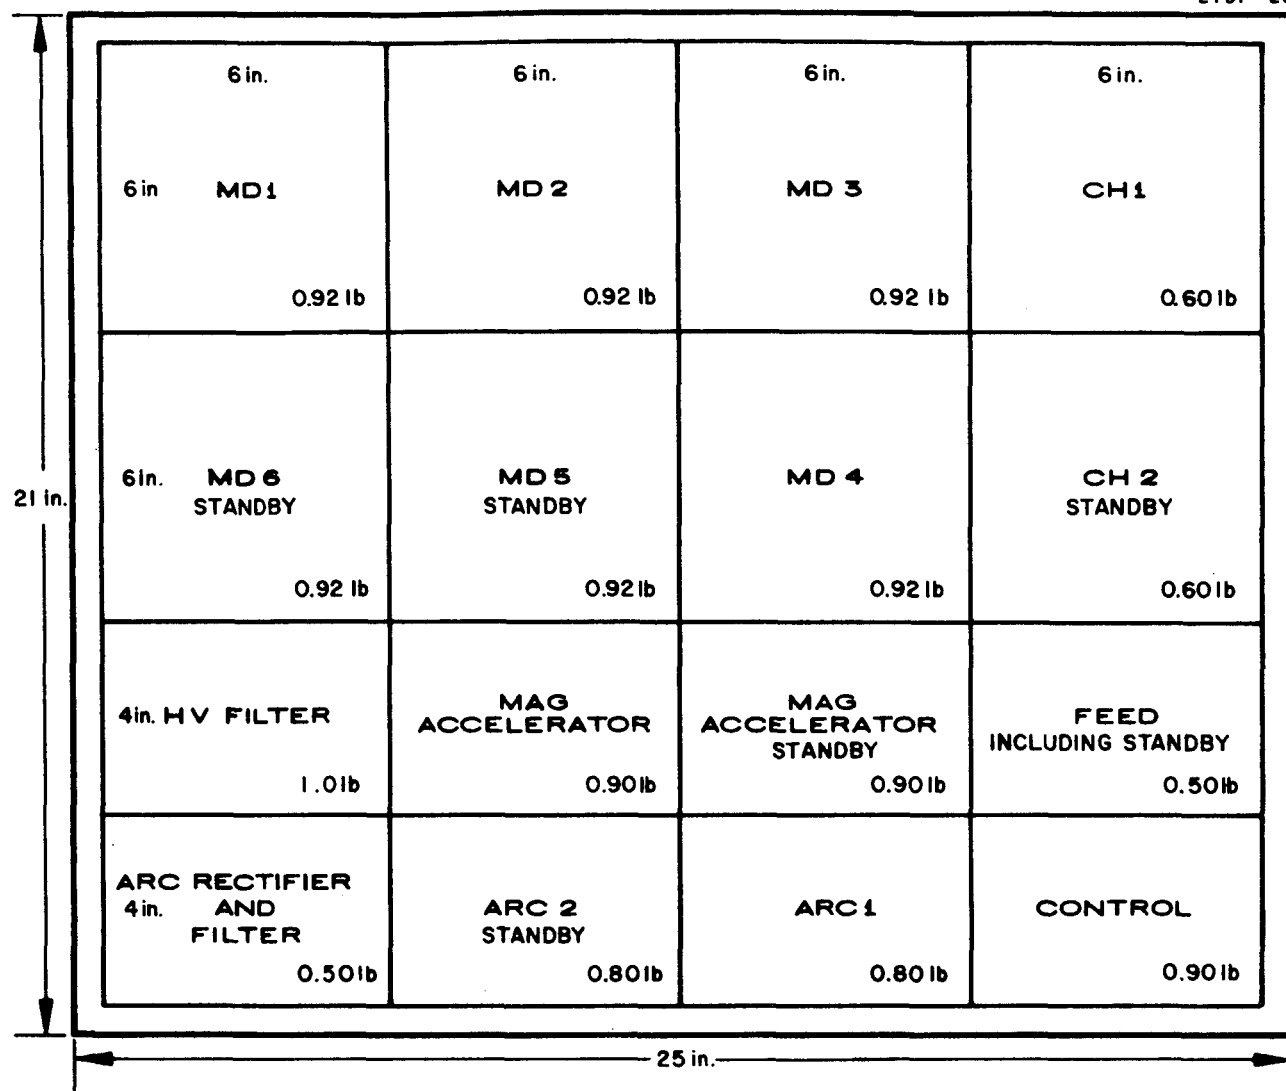 6 in.
6 in.
6 in.
6 in.
6 in
MD 1
MD 2
MD 3
CH 1
0.92 lb
0.92 lb
0.92 lb
0.60 lb
6 in.
MD 6
STANDBY
MD 5
STANDBY
MD 4
CH 2
STANDBY
21 in.
0.92 lb
0.92 lb
0.92 lb
0.60 lb
4 in.
HV FILTER
MAG
ACCELERATOR
MAG
ACCELERATOR
STANDBY
FEED
INCLUDING STANDBY
1.0 lb
0.90 lb
0.90 lb
0.50 lb
ARC RECTIFIER
4 in.
AND
FILTER
ARC 2
STANDBY
ARC 1
CONTROL
0.50 lb
0.80 lb
0.80 lb
0.90 lb
25 in.